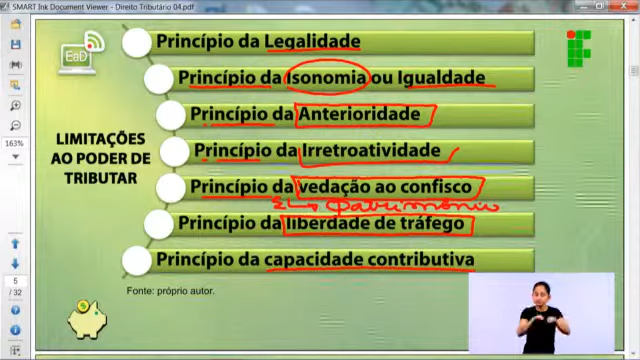 SMART Ink Document Viewer - Direito Tributário 04.pdf
EaD
163%
5
/ 32
LIMITAÇÕES
AO PODER DE
TRIBUTAR
Princípio da Legalidade
Princípio da Isonomia ou Igualdade
Princípio da Anterioridade
Princípio da Irretroatividade
Princípio da vedação ao confisco
Patrimônio
Princípio da liberdade de tráfego
Princípio da capacidade contributiva
Fonte: próprio autor.